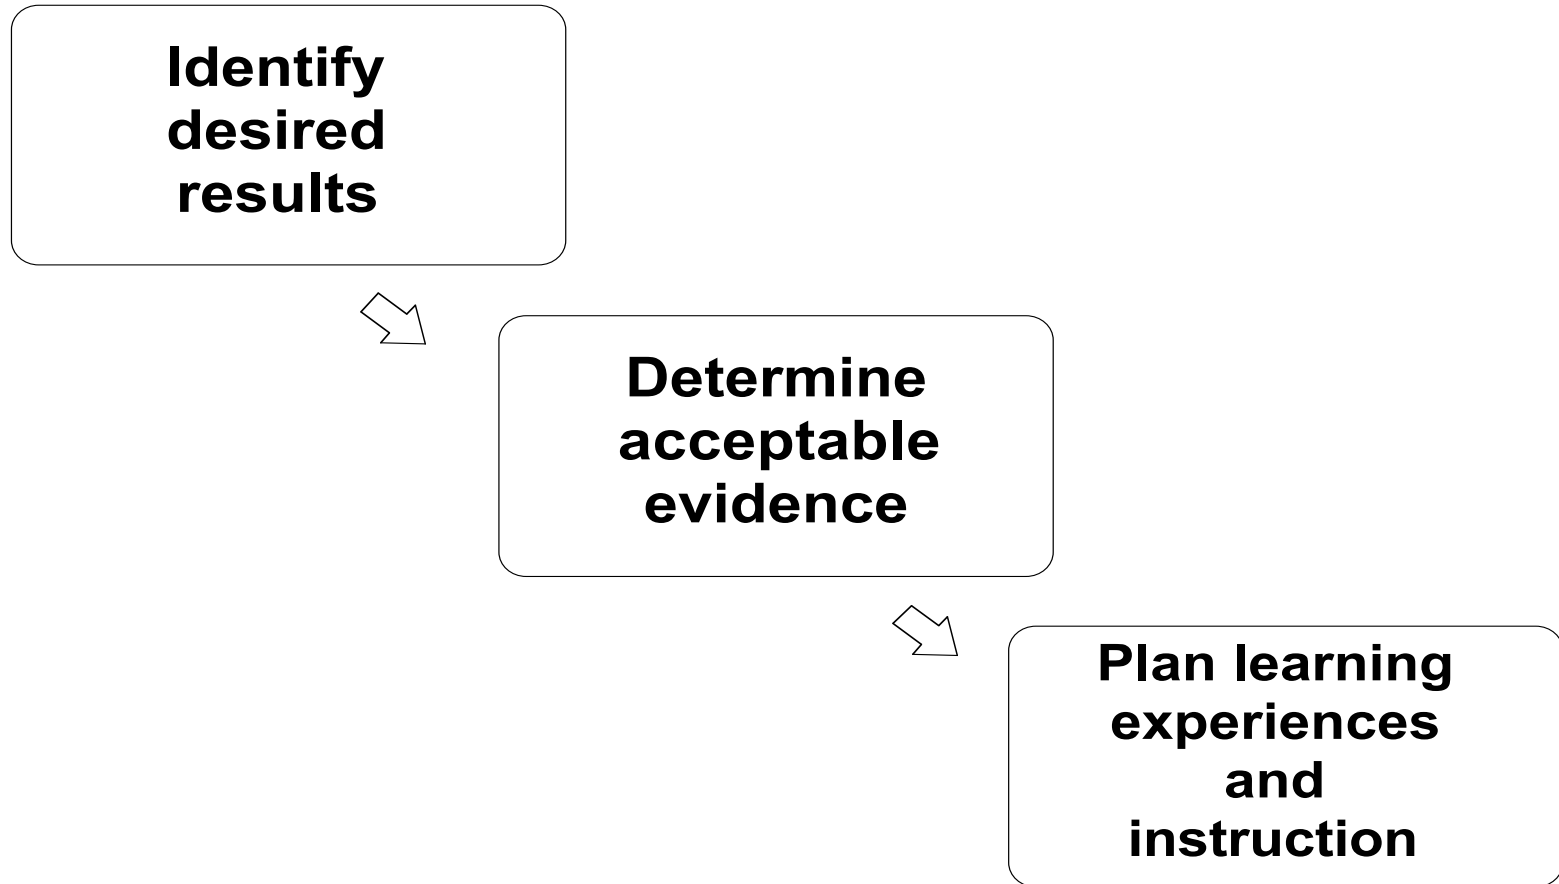 Identify
desired
results
Determine
acceptable
evidence
Plan learning
experiences
and
instruction